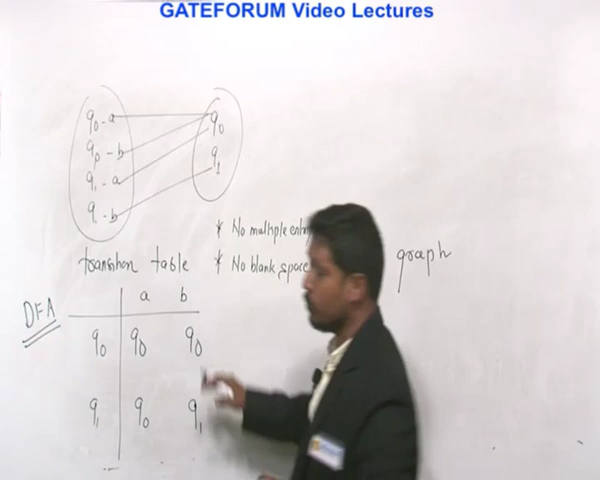 GATEFORUM Video Lectures
q0 - a
q0 - b
q1 - a
q1 - b
q0
q1
* No multiple
transition table
* No blank space
graph
DFA
a b
q0 q0 q0
q1 q0 q1